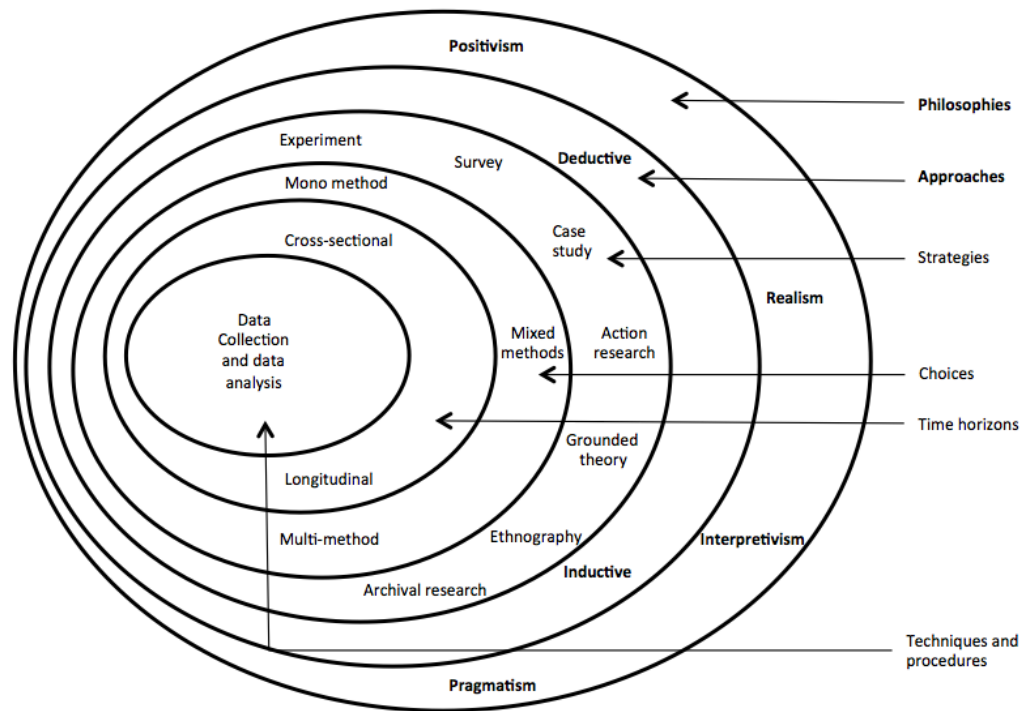 Positivism
Philosophies
Experiment
Survey
Deductive
Approaches
Mono method
Case
study
Strategies
Cross-sectional
Realism
Data
Collection
and data
analysis
Mixed
methods
Action
research
Choices
Time horizons
Grounded
theory
Longitudinal
Multi-method
Ethnography
Interpretivism
Inductive
Archival research
Techniques and
procedures
Pragmatism